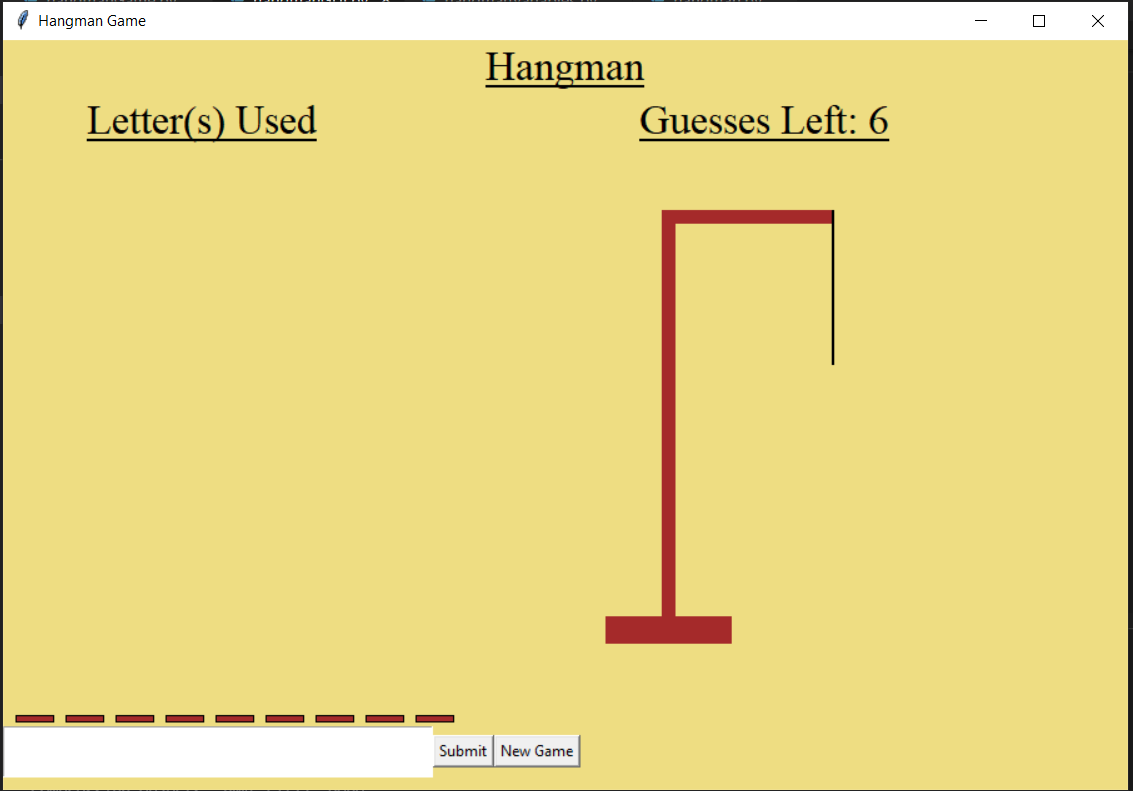 Hangman Game
Hangman
Letter(s) Used
Guesses Left: 6
Submit
New Game